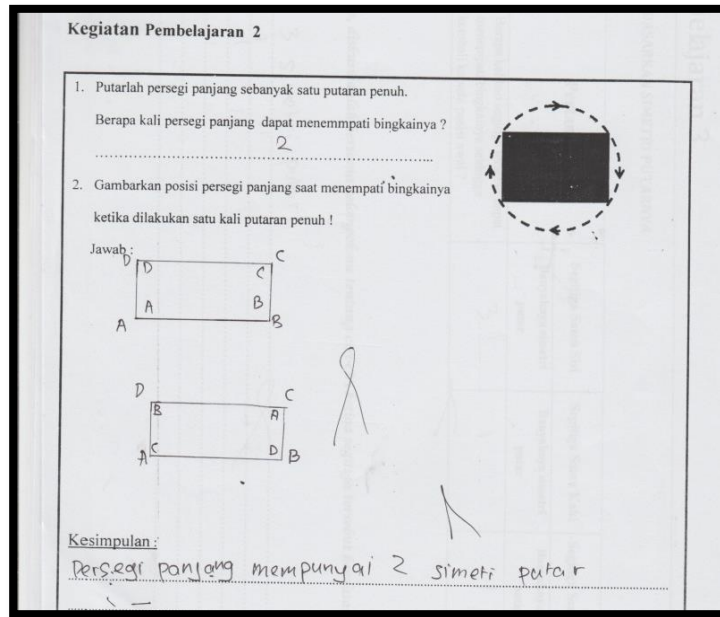 Kegiatan Pembelajaran 2
1. Putarlah persegi panjang sebanyak satu putaran penuh.
Berapa kali persegi panjang dapat menemmpati bingkainya ?
2
2. Gambarkan posisi persegi panjang saat menempati bingkainya
ketika dilakukan satu kali putaran penuh !
Jawab :
D C
D C
A B
A B
D C
B A
C D
A B
Kesimpulan :
Persegi panjang mempunyai 2 simeti putar